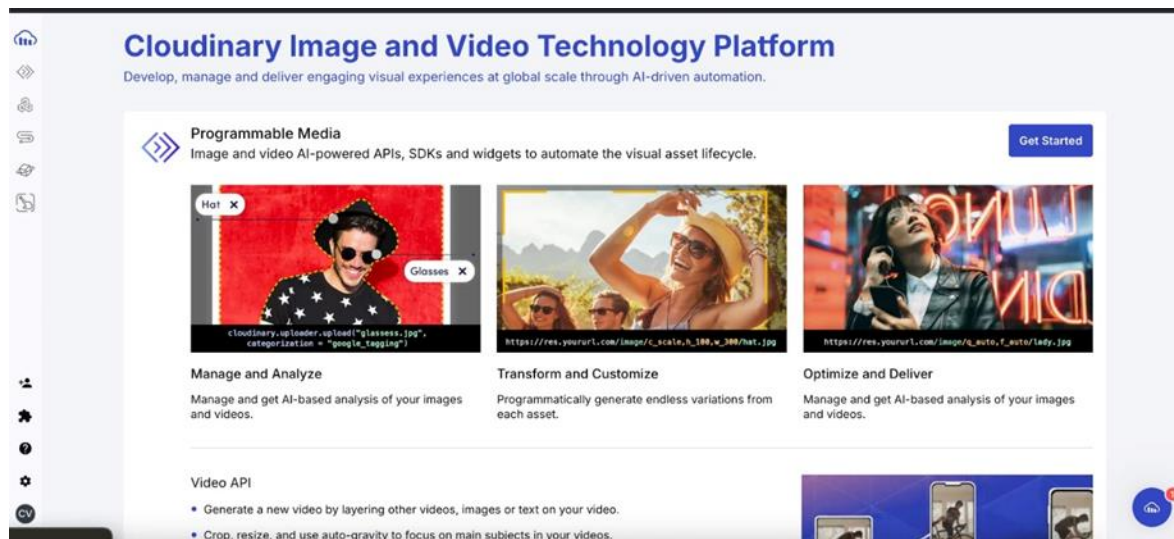 Cloudinary Image and Video Technology Platform
Develop, manage and deliver engaging visual experiences at global scale through AI-driven automation.
Programmable Media
Image and video AI-powered APIs, SDKs and widgets to automate the visual asset lifecycle.
Get Started
Hat ×
Glasses ×
cloudinary.uploader.upload("glassess.jpg",
categorization = "google_tagging")
https://res.yoururl.com/image/c_scale,h_100,w_300/hat.jpg
LUNC
DIN
https://res.yoururl.com/image/q_auto,f_auto/lady.jpg
Manage and Analyze
Manage and get AI-based analysis of your images
and videos.
Transform and Customize
Programmatically generate endless variations from
each asset.
Optimize and Deliver
Manage and get AI-based analysis of your images
and videos.
Video API
• Generate a new video by layering other videos, images or text on your video.
• Crop, resize, and use auto-gravity to focus on main subjects in your videos.
CV